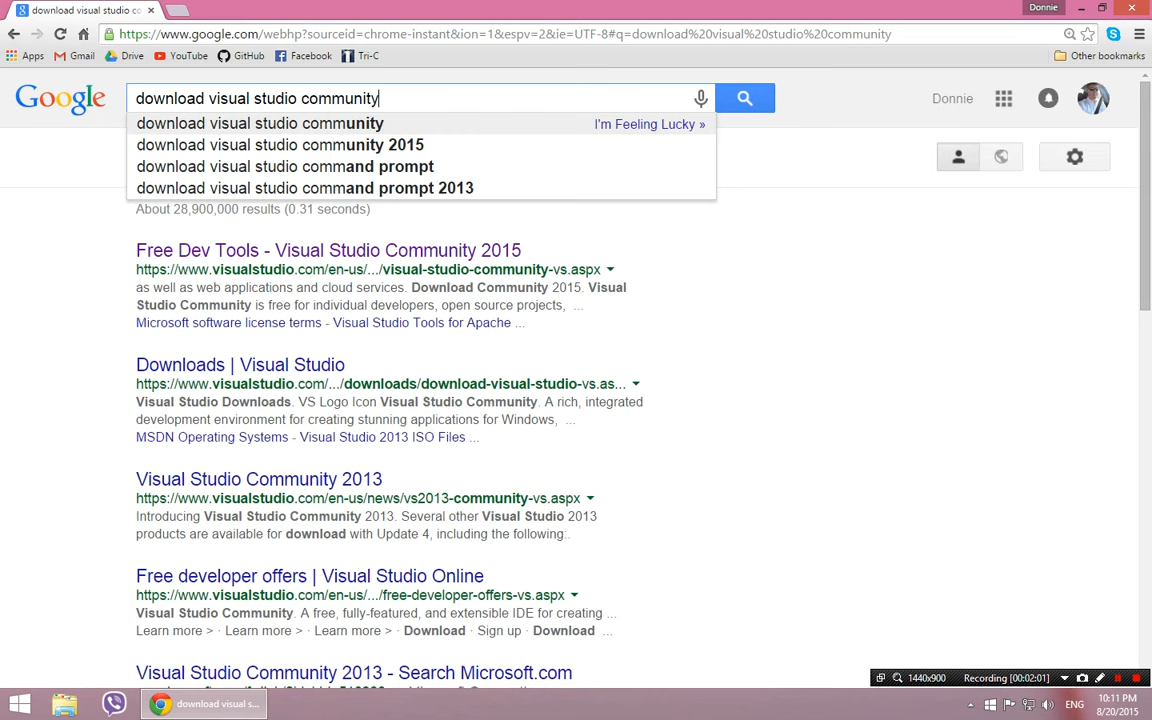 download visual studio co
Donnie
https://www.google.com/webhp?sourceid=chrome-instant&ion=1&espv=2&ie=UTF-8#q=download%20visual%20studio%20community
Apps Gmail Drive YouTube GitHub Facebook Tri-C Other bookmarks
Google
download visual studio community
Donnie
download visual studio community I'm Feeling Lucky »
download visual studio community 2015
download visual studio command prompt
download visual studio command prompt 2013
About 28,900,000 results (0.31 seconds)
Free Dev Tools - Visual Studio Community 2015
https://www.visualstudio.com/en-us/.../visual-studio-community-vs.aspx
as well as web applications and cloud services. Download Community 2015. Visual
Studio Community is free for individual developers, open source projects, ...
Microsoft software license terms - Visual Studio Tools for Apache ...
Downloads | Visual Studio
https://www.visualstudio.com/.../downloads/download-visual-studio-vs.as...
Visual Studio Downloads. VS Logo Icon Visual Studio Community. A rich, integrated
development environment for creating stunning applications for Windows, ...
MSDN Operating Systems - Visual Studio 2013 ISO Files ...
Visual Studio Community 2013
https://www.visualstudio.com/en-us/news/vs2013-community-vs.aspx
Introducing Visual Studio Community 2013. Several other Visual Studio 2013
products are available for download with Update 4, including the following:.
Free developer offers | Visual Studio Online
https://www.visualstudio.com/en-us/.../free-developer-offers-vs.aspx
Visual Studio Community. A free, fully-featured, and extensible IDE for creating ...
Learn more > · Learn more > · Learn more > · Download · Sign up · Download ...
Visual Studio Community 2013 - Search Microsoft.com
1440x900 Recording [00:02:01]
download visual s...
ENG
10:11 PM
8/20/2015